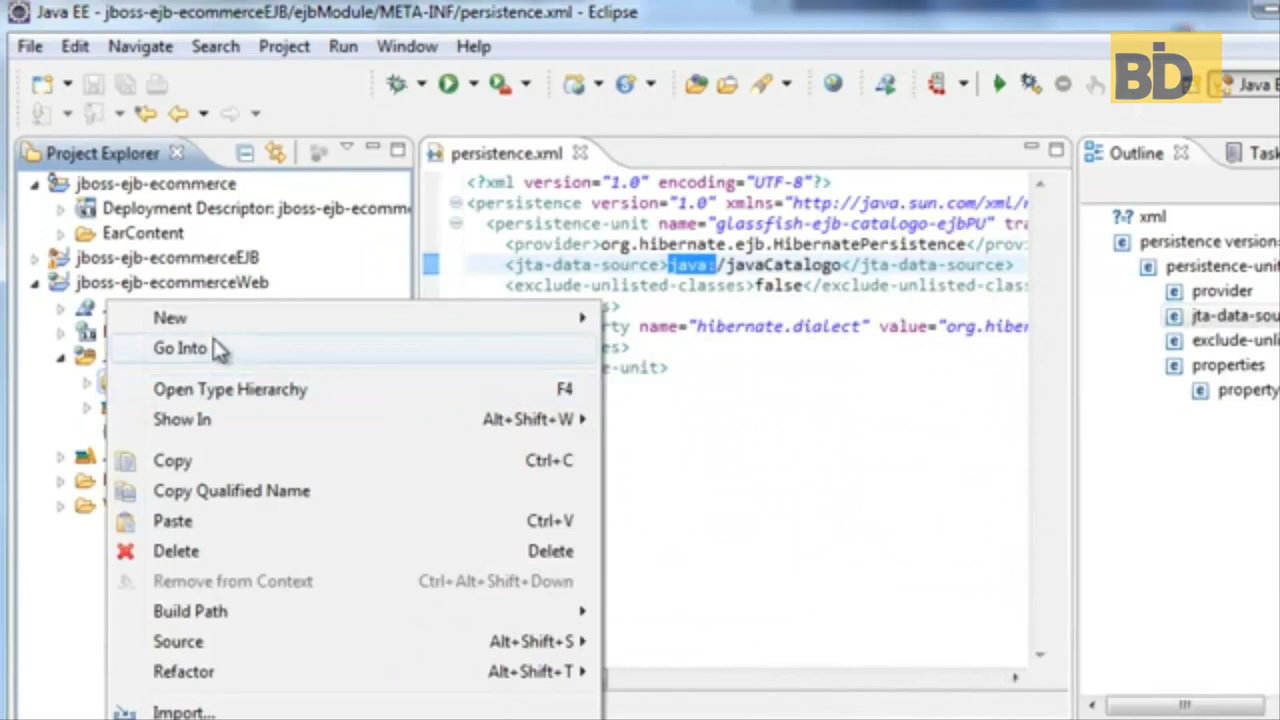 Java EE - jboss-ejb-ecommerceEJB/ejbModule/META-INF/persistence.xml - Eclipse
File Edit Navigate Search Project Run Window Help
BD
Java E
Project Explorer
jboss-ejb-ecommerce
Deployment Descriptor: jboss-ejb-ecomm
EarContent
jboss-ejb-ecommerceEJB
jboss-ejb-ecommerceWeb
New
Go Into
Open Type Hierarchy F4
Show In Alt+Shift+W
Copy Ctrl+C
Copy Qualified Name
Paste Ctrl+V
Delete Delete
Remove from Context Ctrl+Alt+Shift+Down
Build Path
Source Alt+Shift+S
Refactor Alt+Shift+T
Import...
persistence.xml
<?xml version="1.0" encoding="UTF-8"?>
<persistence version="1.0" xmlns="http://java.sun.com/xml/
<persistence-unit name="glassfish-ejb-catalogo-ejbPU" tra
<provider>org.hibernate.ejb.HibernatePersistence</provi
<jta-data-source>java:/javaCatalogo</jta-data-source>
<exclude-unlisted-classes>false</exclude-unlisted-class
s>
ty name="hibernate.dialect" value="org.hiber
es>
e-unit>
Outline Task
xml
persistence version
persistence-unit
provider
jta-data-sou
exclude-unli
properties
property